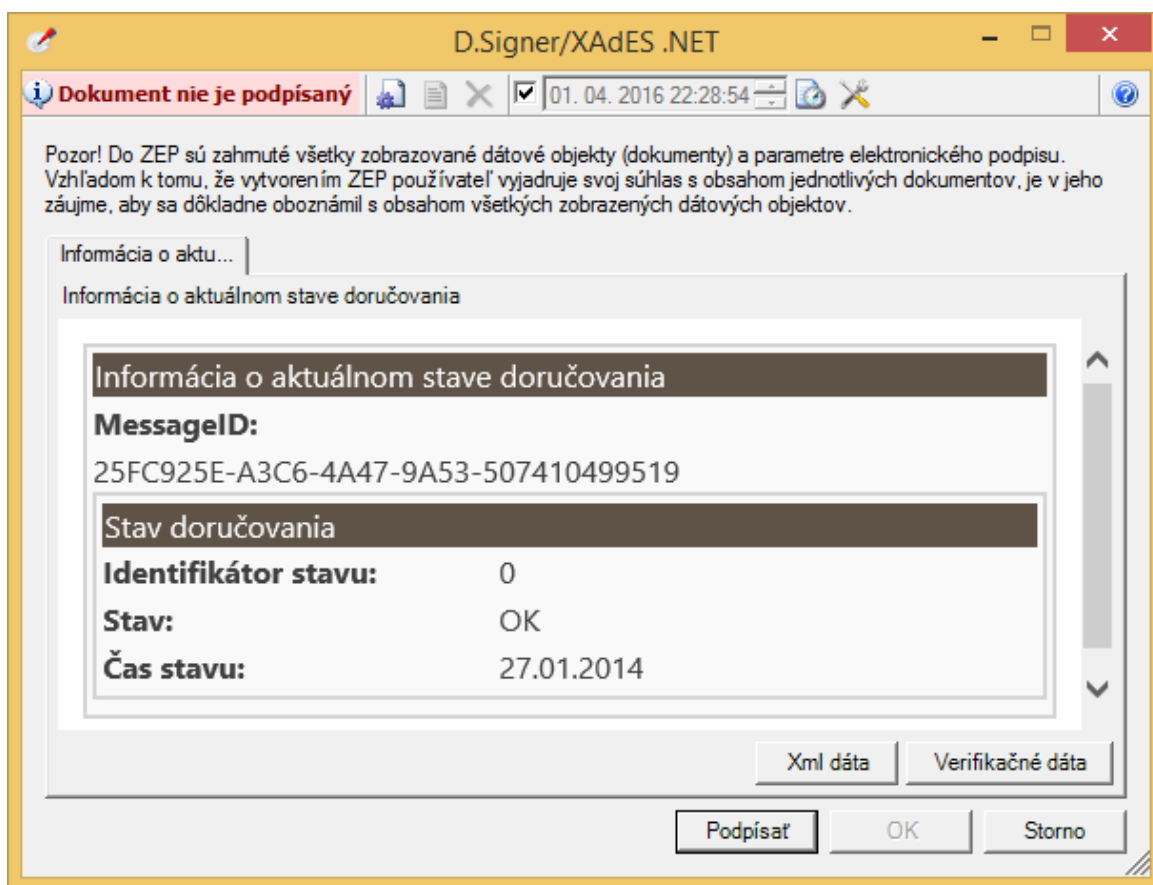 D.Signer/XAdES .NET
Dokument nie je podpísaný 01. 04. 2016 22:28:54
Pozor! Do ZEP sú zahrnuté všetky zobrazované dátové objekty (dokumenty) a parametre elektronického podpisu.
Vzhľadom k tomu, že vytvorením ZEP používateľ vyjadruje svoj súhlas s obsahom jednotlivých dokumentov, je v jeho
záujme, aby sa dôkladne oboznámil s obsahom všetkých zobrazených dátových objektov.
Informácia o aktu...
Informácia o aktuálnom stave doručovania
Informácia o aktuálnom stave doručovania
MessageID:
25FC925E-A3C6-4A47-9A53-507410499519
Stav doručovania
Identifikátor stavu: 0
Stav: OK
Čas stavu: 27.01.2014
Xml dáta Verifikačné dáta
Podpísať OK Storno